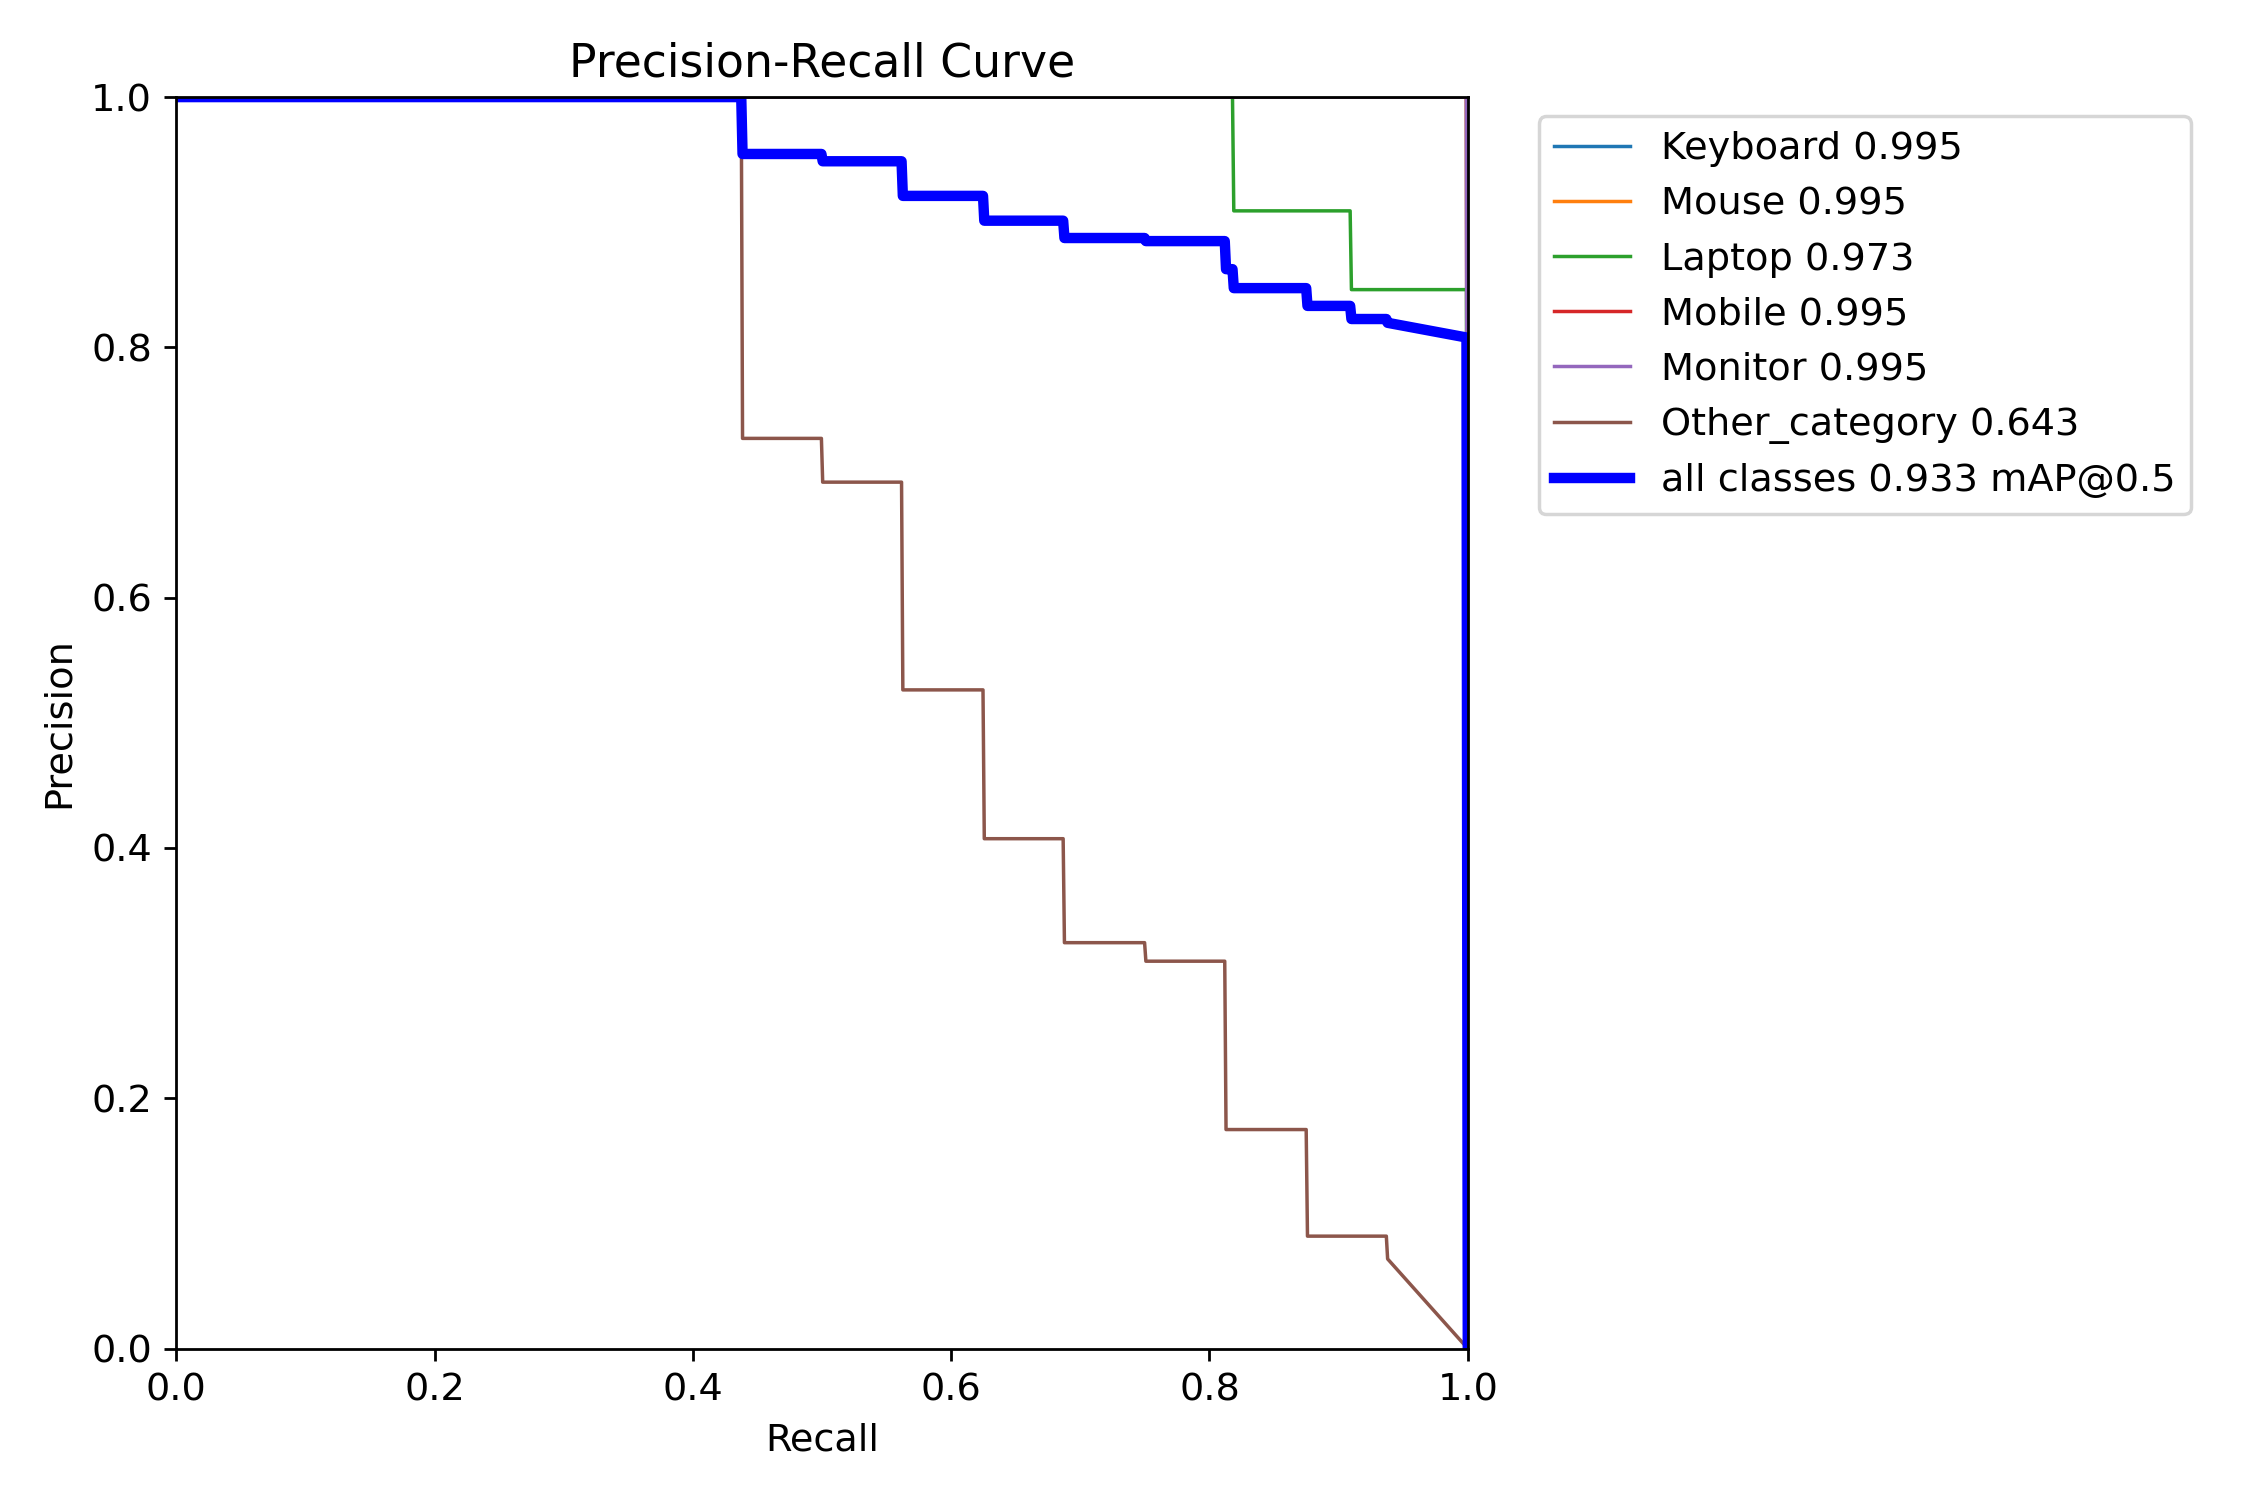 Precision-Recall Curve
1.0
0.8
0.6
0.4
0.2
0.0
Precision
0.0 0.2 0.4 0.6 0.8 1.0
Recall
Keyboard 0.995
Mouse 0.995
Laptop 0.973
Mobile 0.995
Monitor 0.995
Other_category 0.643
all classes 0.933 mAP@0.5